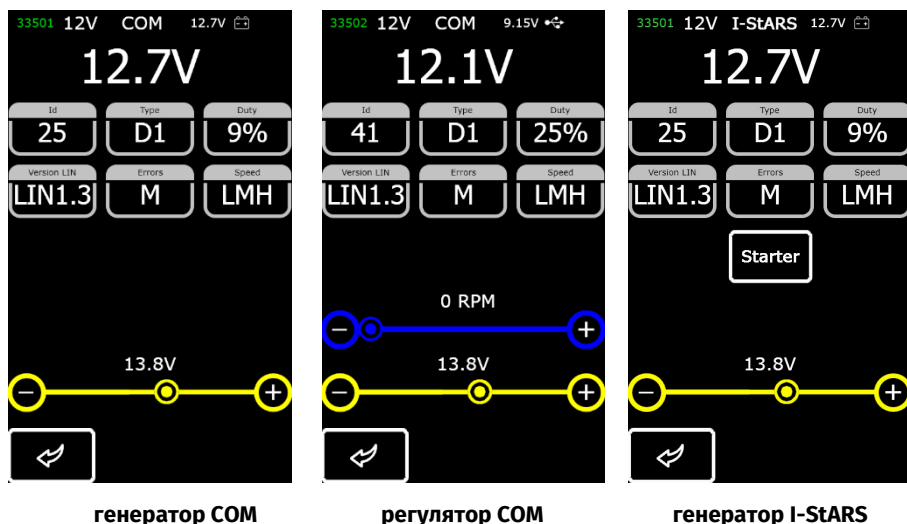 33501 12V COM 12.7V
12.7V
Id Type Duty
25 D1 9%
Version LIN Errors Speed
LIN1.3 M LMH
13.8V
− +
генератор COM
33502 12V COM 9.15V
12.1V
Id Type Duty
41 D1 25%
Version LIN Errors Speed
LIN1.3 M LMH
0 RPM
− +
13.8V
− +
регулятор COM
33501 12V I-StARS 12.7V
12.7V
Id Type Duty
25 D1 9%
Version LIN Errors Speed
LIN1.3 M LMH
Starter
13.8V
− +
генератор I-StARS